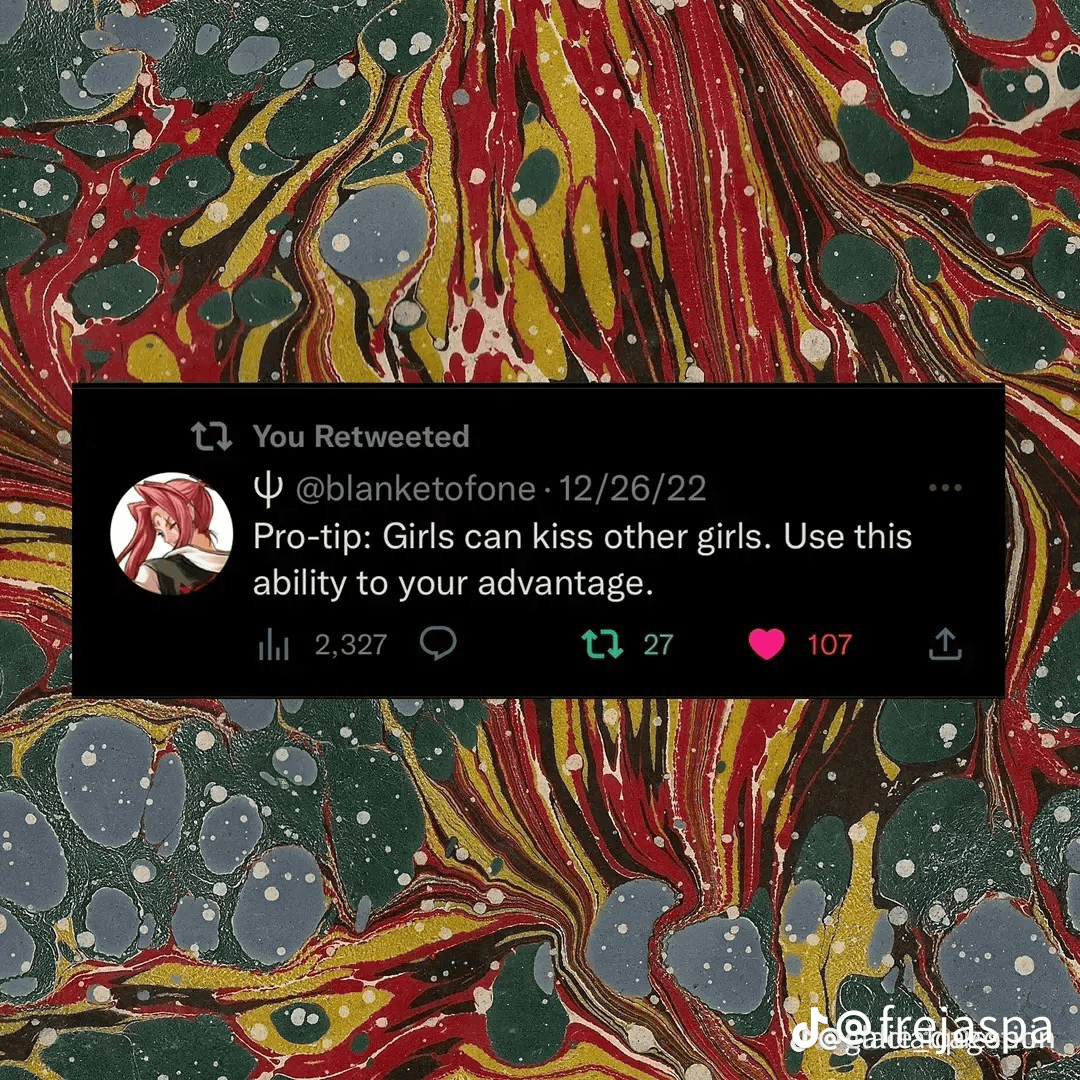 You Retweeted
ψ @blanketofone · 12/26/22
Pro-tip: Girls can kiss other girls. Use this
ability to your advantage.
2,327 27 107
@frejaspa